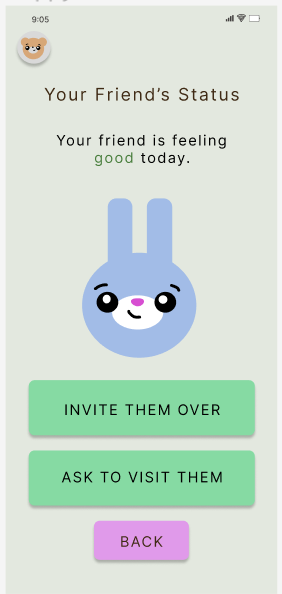 9:05
Your Friend’s Status
Your friend is feeling
good today.
INVITE THEM OVER
ASK TO VISIT THEM
BACK